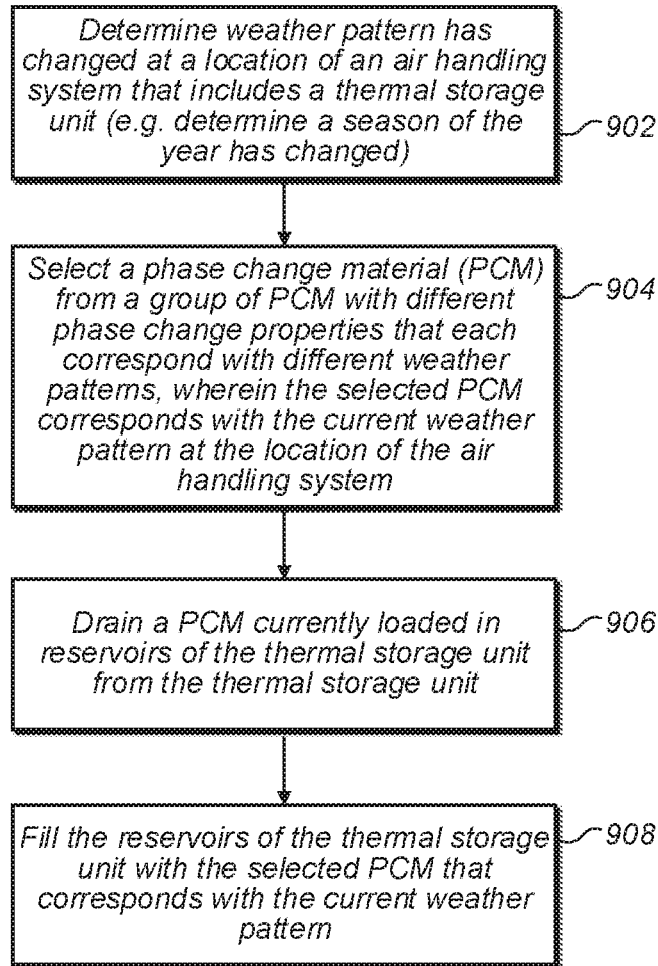 Determine weather pattern has
changed at a location of an air handling
system that includes a thermal storage
unit (e.g. determine a season of the
year has changed)
902
Select a phase change material (PCM)
from a group of PCM with different
phase change properties that each
correspond with different weather
patterns, wherein the selected PCM
corresponds with the current weather
pattern at the location of the air
handling system
904
Drain a PCM currently loaded in
reservoirs of the thermal storage unit
from the thermal storage unit
906
Fill the reservoirs of the thermal storage
unit with the selected PCM that
corresponds with the current weather
pattern
908